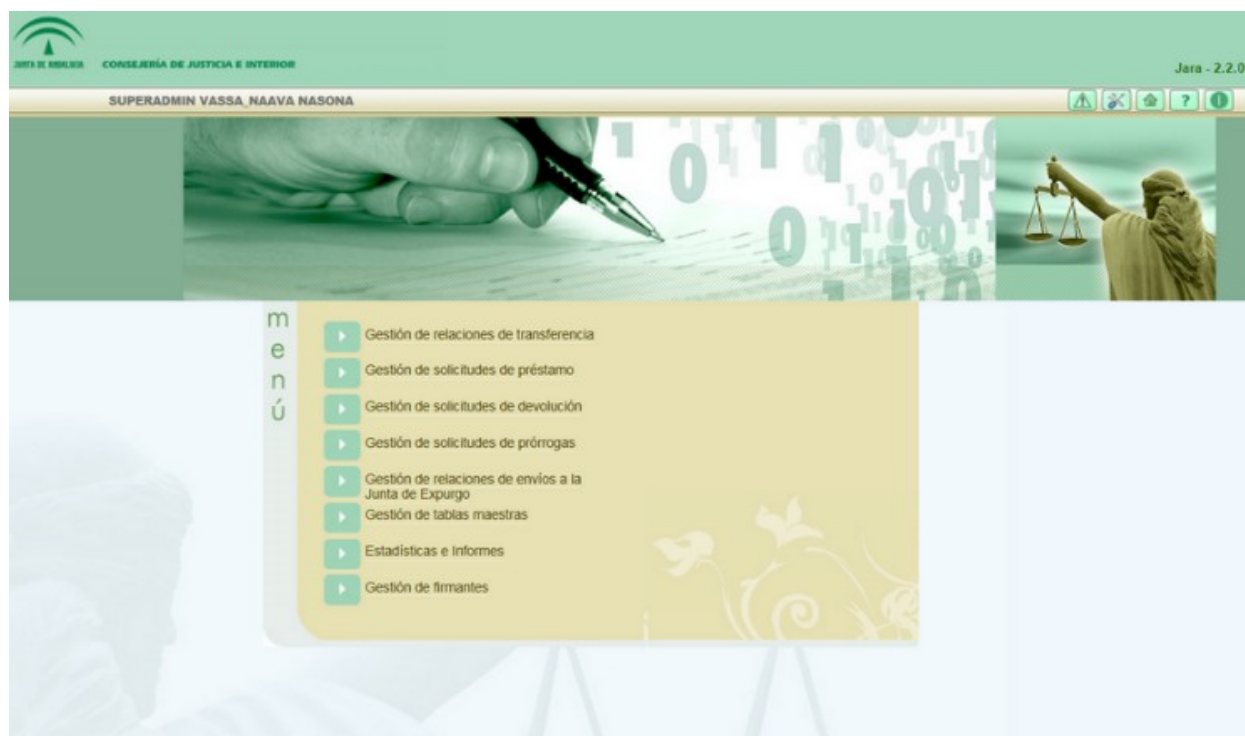 JUNTA DE ANDALUCIA
CONSEJERÍA DE JUSTICIA E INTERIOR
Jara - 2.2.0
SUPERADMIN VASSA_NAAVA NASONA
?
menú
Gestión de relaciones de transferencia
Gestión de solicitudes de préstamo
Gestión de solicitudes de devolución
Gestión de solicitudes de prórrogas
Gestión de relaciones de envíos a la
Junta de Expurgo
Gestión de tablas maestras
Estadísticas e Informes
Gestión de firmantes